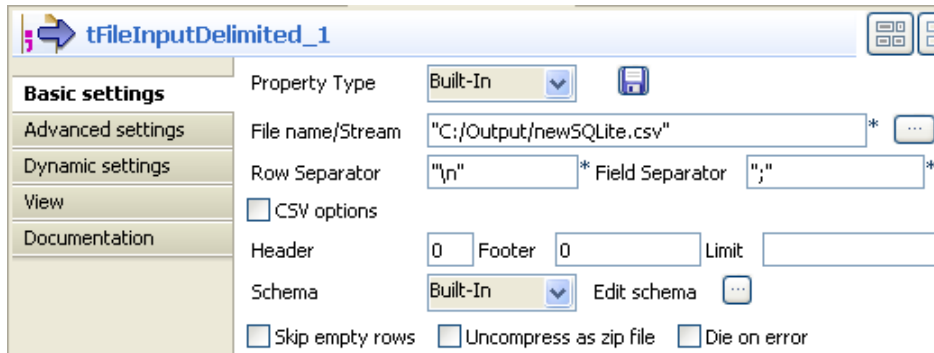 tFileInputDelimited_1
Basic settings
Advanced settings
Dynamic settings
View
Documentation
Property Type Built-In
File name/Stream "C:/Output/newSQLite.csv" * ...
Row Separator "\n" * Field Separator ";" *
CSV options
Header 0 Footer 0 Limit
Schema Built-In Edit schema ...
Skip empty rows Uncompress as zip file Die on error